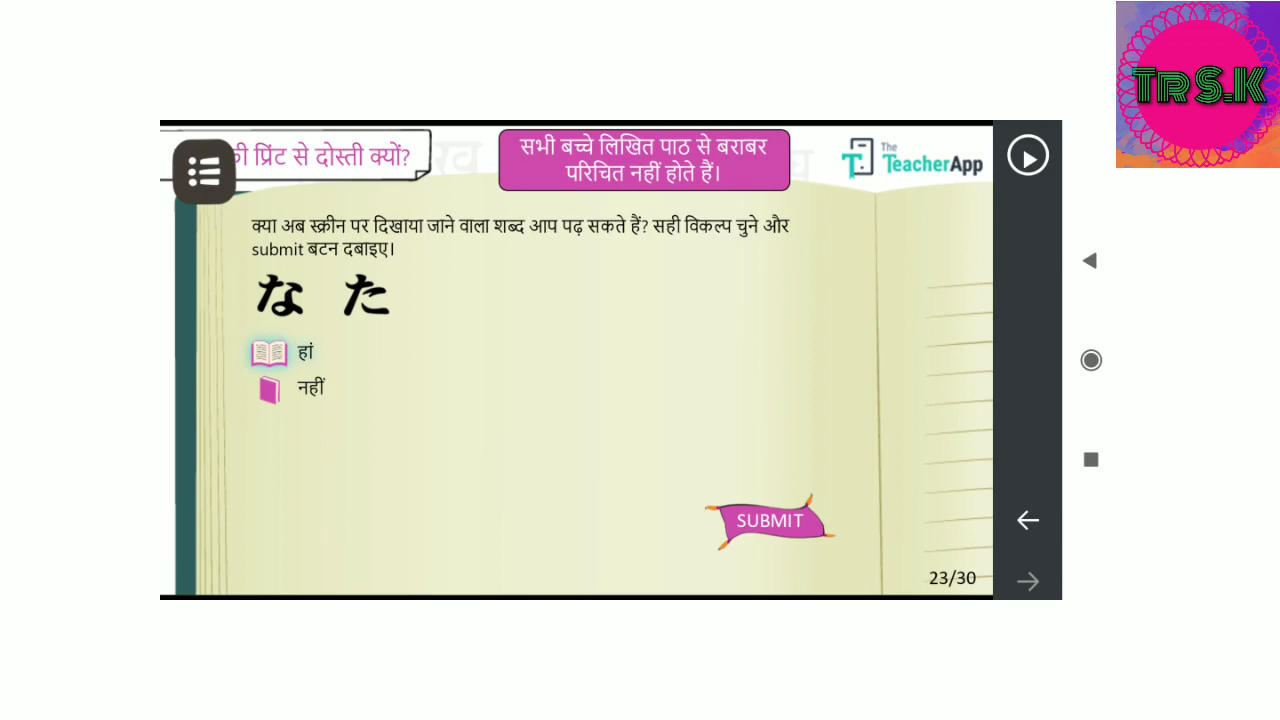 TR S.K
की प्रिंट से दोस्ती क्यों?
सभी बच्चे लिखित पाठ से बराबर
परिचित नहीं होते हैं।
The
TeacherApp
क्या अब स्क्रीन पर दिखाया जाने वाला शब्द आप पढ़ सकते हैं? सही विकल्प चुने और
submit बटन दबाइए।
な た
हां
नहीं
SUBMIT
23/30